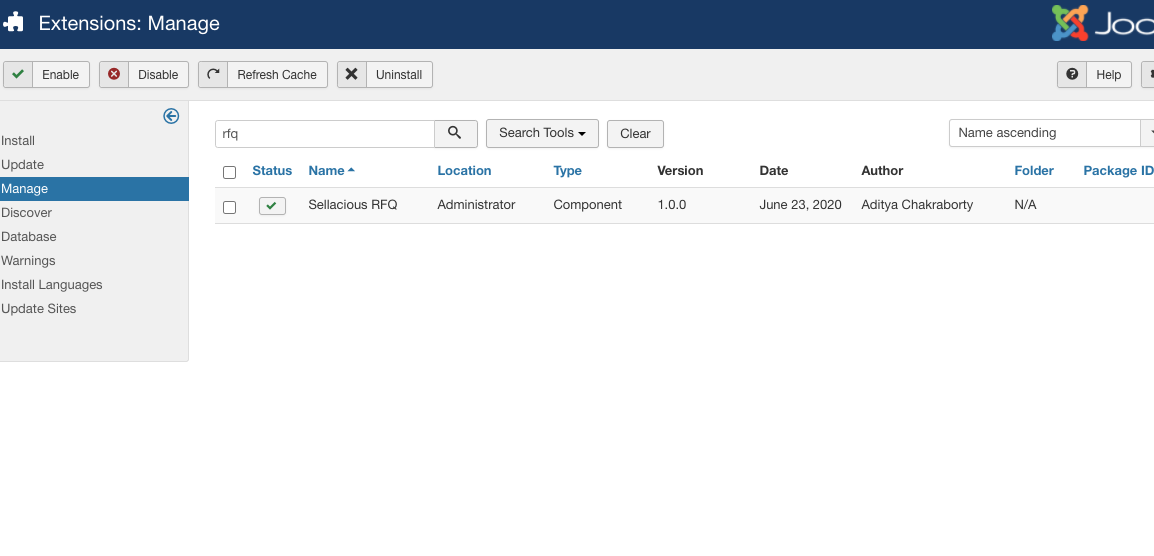 Extensions: Manage
Enable Disable Refresh Cache Uninstall Help
Install
Update
Manage
Discover
Database
Warnings
Install Languages
Update Sites
rfq Search Tools Clear Name ascending
Status Name Location Type Version Date Author Folder Package ID
Sellacious RFQ Administrator Component 1.0.0 June 23, 2020 Aditya Chakraborty N/A